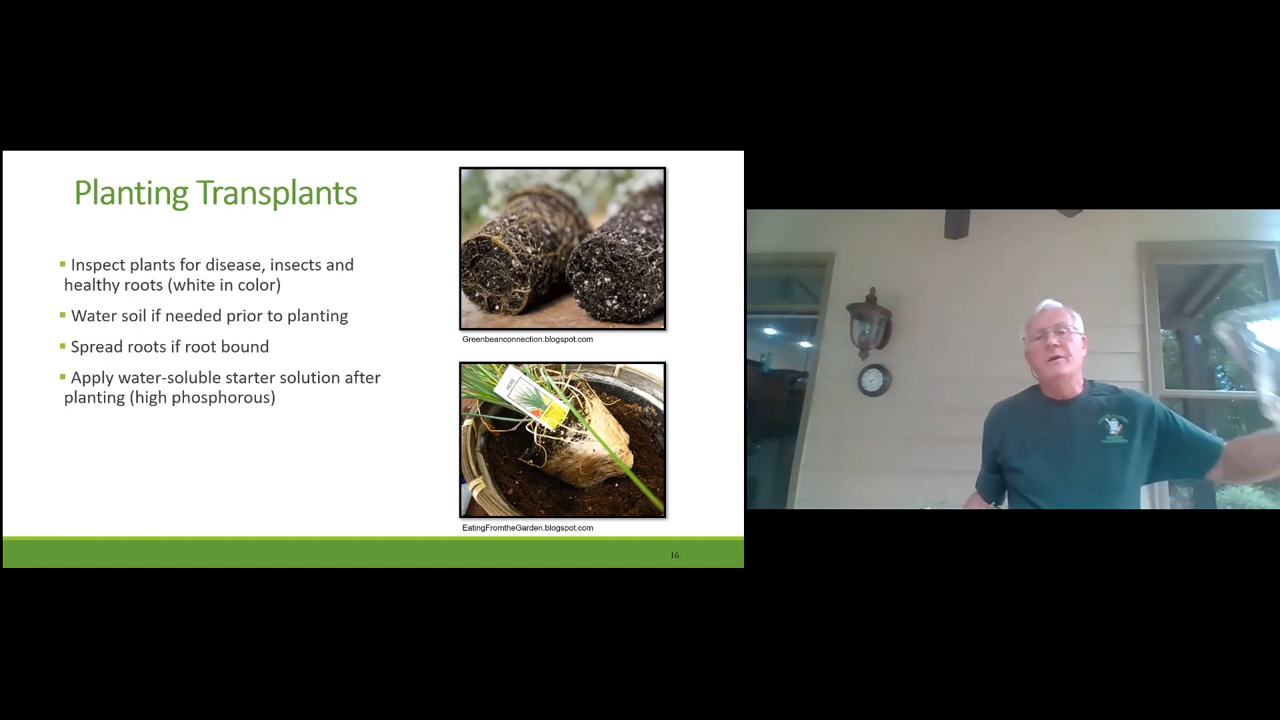 Planting Transplants
Inspect plants for disease, insects and
healthy roots (white in color)
Water soil if needed prior to planting
Spread roots if root bound
Apply water-soluble starter solution after
planting (high phosphorous)
Greenbeanconnection.blogspot.com
HERB
EatingFromtheGarden.blogspot.com
16